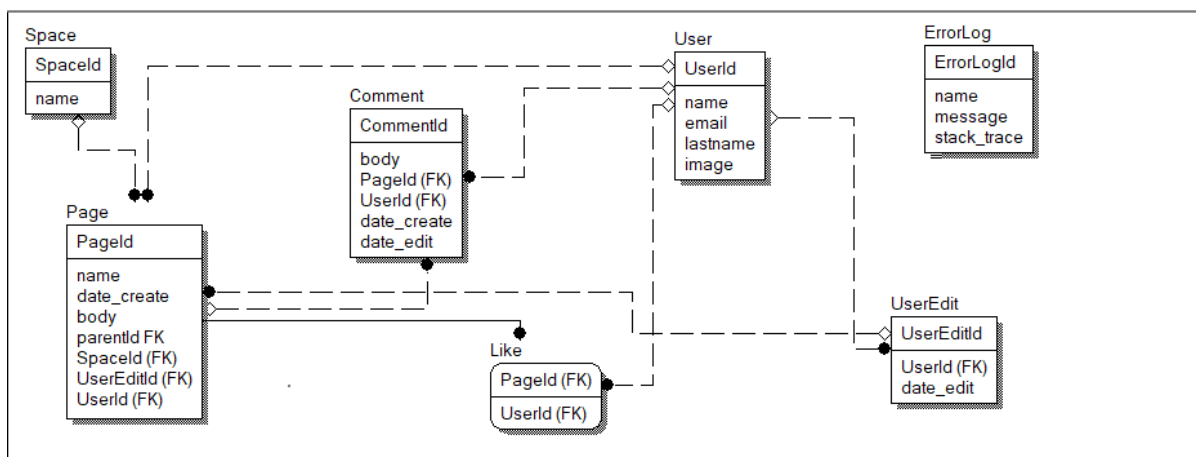 Space
SpaceId
name
User
UserId
name
email
lastname
image
ErrorLog
ErrorLogId
name
message
stack_trace
Comment
CommentId
body
PageId (FK)
UserId (FK)
date_create
date_edit
Page
PageId
name
date_create
body
parentId FK
SpaceId (FK)
UserEditId (FK)
UserId (FK)
Like
PageId (FK)
UserId (FK)
UserEdit
UserEditId
UserId (FK)
date_edit